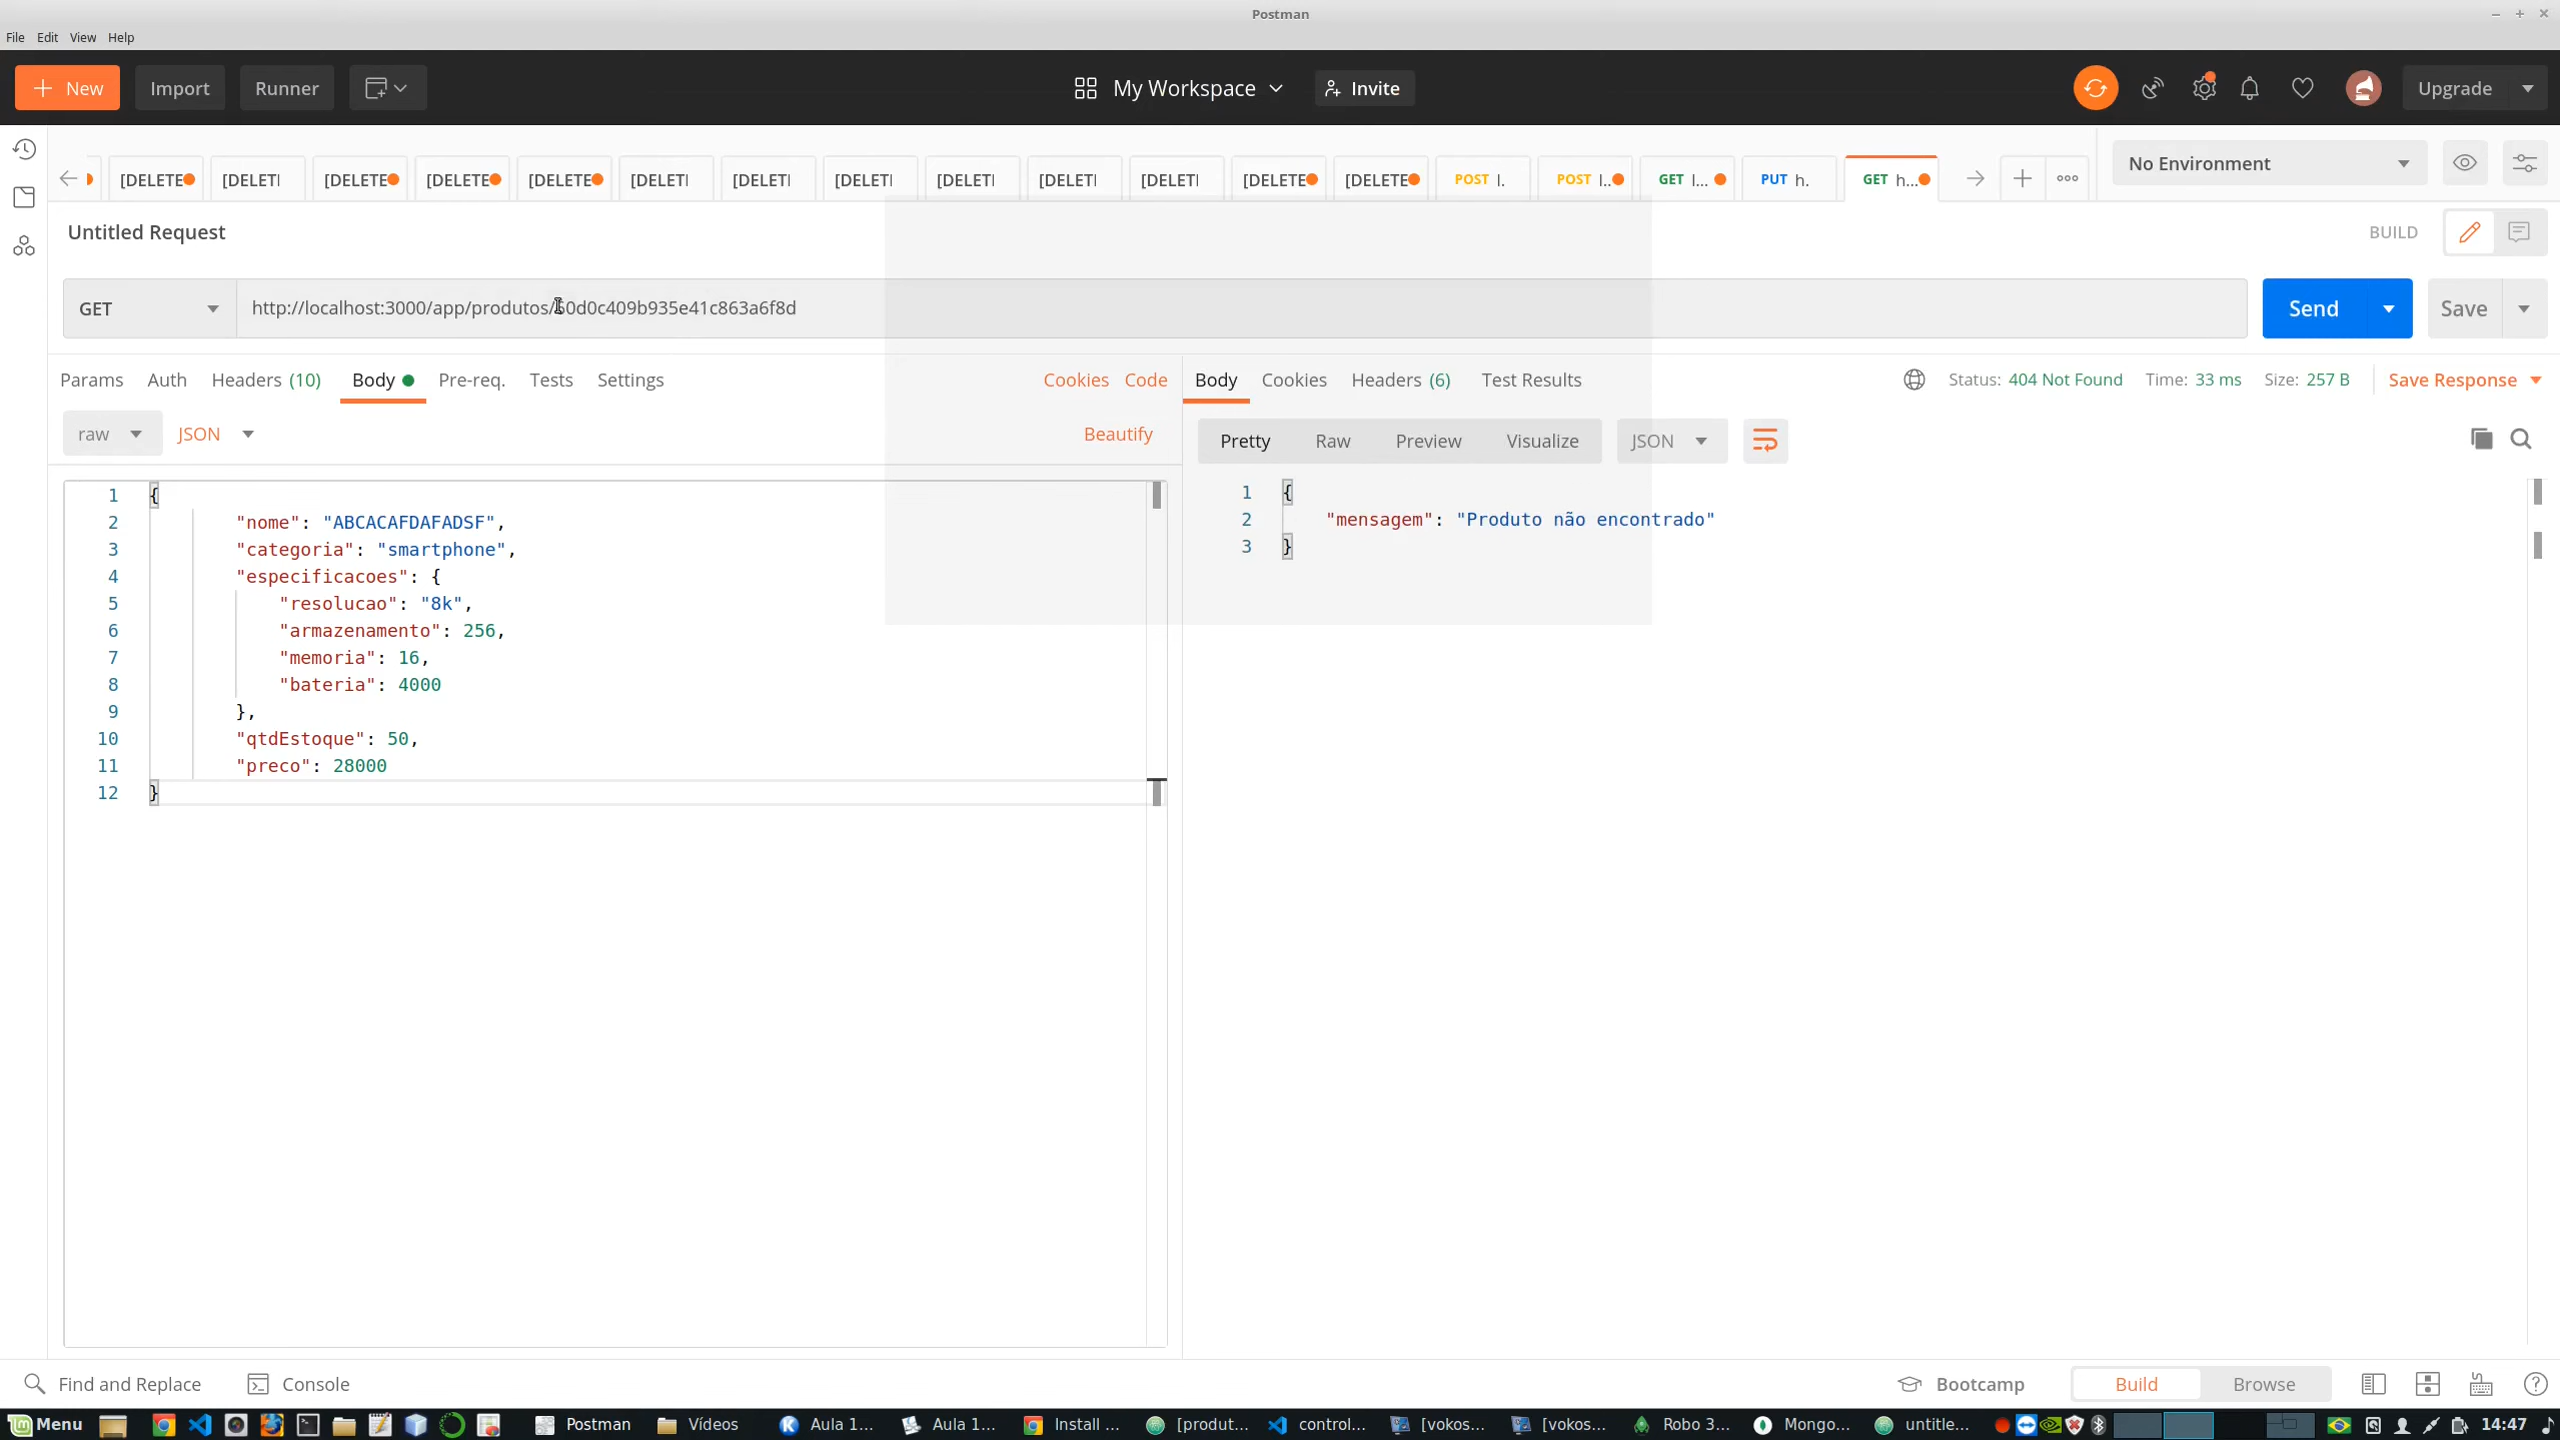 Postman
File Edit View Help
New Import Runner My Workspace Invite Upgrade
[DELETE [DELETI [DELETE [DELETE [DELETE [DELETI [DELETI [DELETI [DELETI [DELETI [DELETI [DELETE [DELETE POST l. POST l... GET l... PUT h. GET h... No Environment
Untitled Request BUILD
GET http://localhost:3000/app/produtos/60d0c409b935e41c863a6f8d Send Save
Params Auth Headers (10) Body Pre-req. Tests Settings Cookies Code
Body Cookies Headers (6) Test Results Status: 404 Not Found Time: 33 ms Size: 257 B Save Response
raw JSON Beautify
Pretty Raw Preview Visualize JSON
1 {
2 "nome": "ABCACAFDAFADSF",
3 "categoria": "smartphone",
4 "especificacoes": {
5 "resolucao": "8k",
6 "armazenamento": 256,
7 "memoria": 16,
8 "bateria": 4000
9 },
10 "qtdEstoque": 50,
11 "preco": 28000
12 }
1 {
2 "mensagem": "Produto não encontrado"
3 }
Find and Replace Console Bootcamp Build Browse
Menu Postman Vídeos Aula 1... Aula 1... Install ... [produt... control... [vokos... [vokos... Robo 3... Mongo... untitle... 14:47